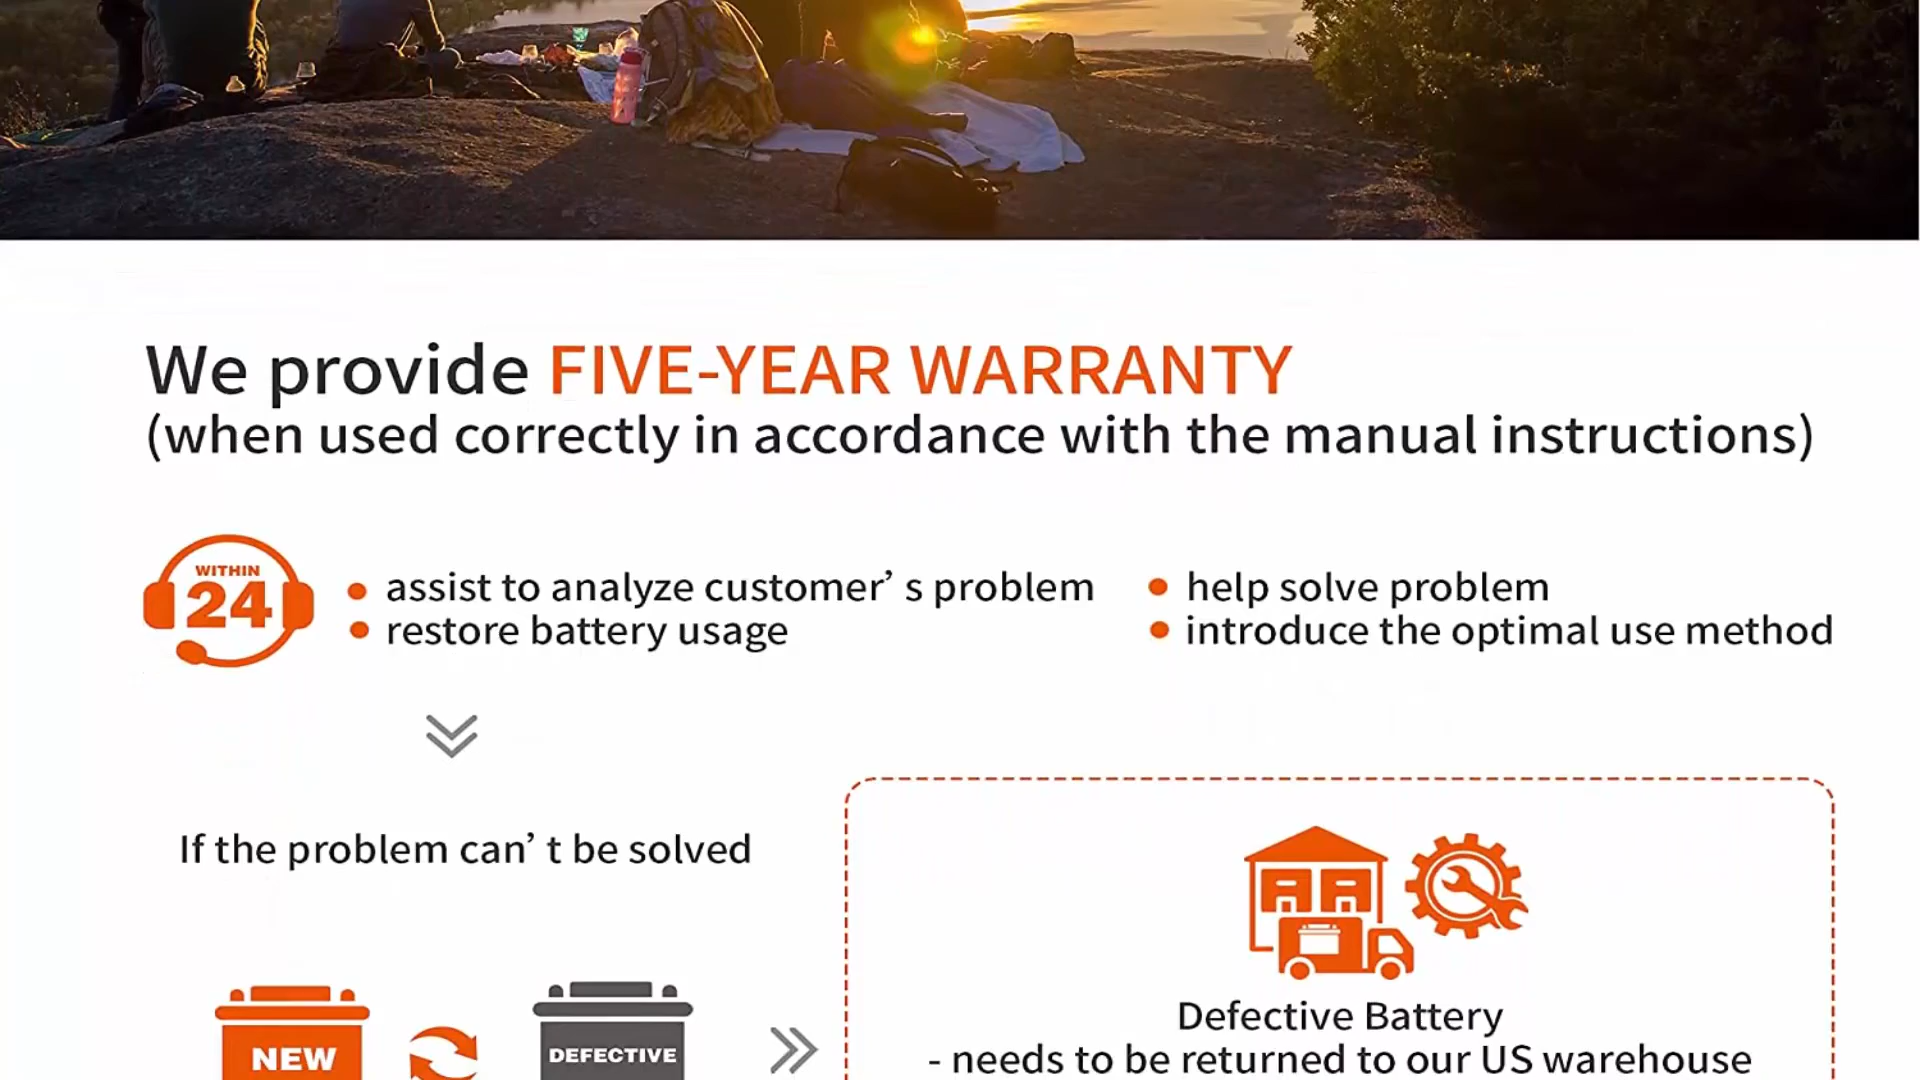 We provide FIVE-YEAR WARRANTY
(when used correctly in accordance with the manual instructions)
WITHIN
24
assist to analyze customer’ s problem
restore battery usage
help solve problem
introduce the optimal use method
If the problem can’ t be solved
NEW
DEFECTIVE
Defective Battery
- needs to be returned to our US warehouse